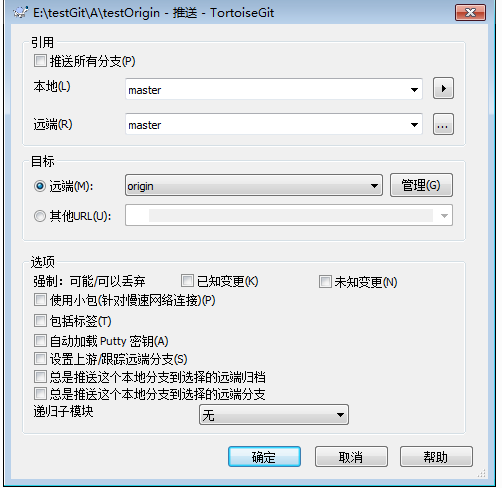 E:\testGit\A\testOrigin - 推送 - TortoiseGit
引用
推送所有分支(P)
本地(L) master
远端(R) master ...
目标
远端(M): origin 管理(G)
其他URL(U):
选项
强制：可能/可以丢弃 已知变更(K) 未知变更(N)
使用小包(针对慢速网络连接)(P)
包括标签(T)
自动加载 Putty 密钥(A)
设置上游/跟踪远端分支(S)
总是推送这个本地分支到选择的远端归档
总是推送这个本地分支到选择的远端分支
递归子模块 无
确定 取消 帮助